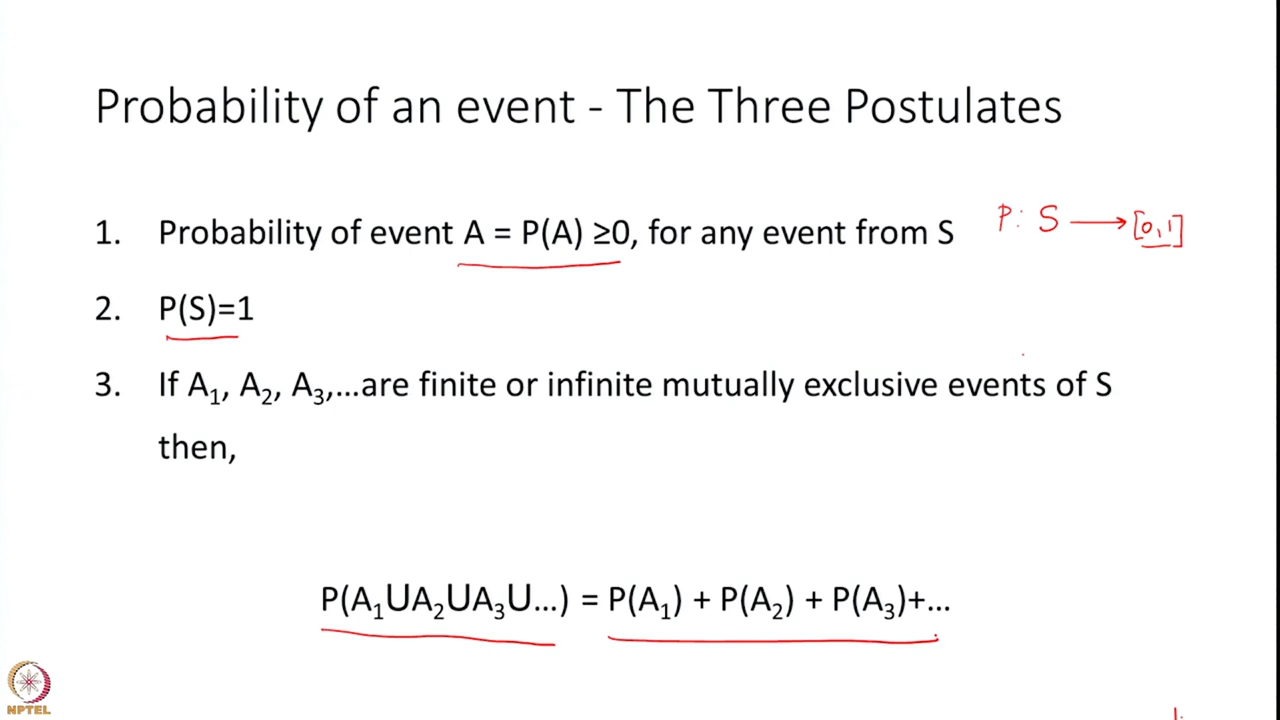 Probability of an event - The Three Postulates
1. Probability of event A = P(A) ≥0, for any event from S
P: S ⟶ [0,1]
2. P(S)=1
3. If A₁, A₂, A₃,...are finite or infinite mutually exclusive events of S
then,
P(A₁UA₂UA₃U...) = P(A₁) + P(A₂) + P(A₃)+...
NPTEL